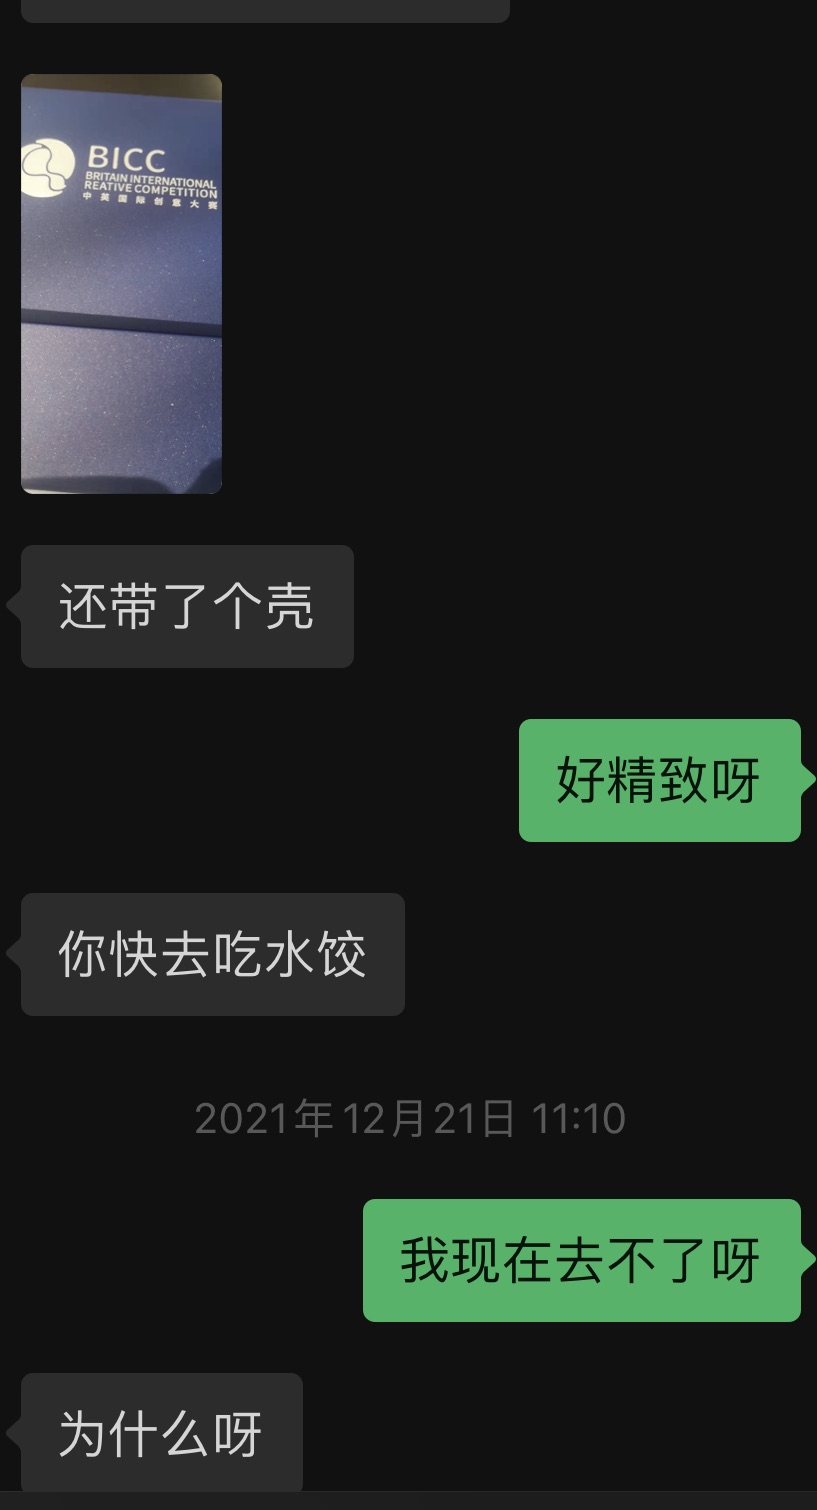 BICC
BRITAIN INTERNATIONAL
REATIVE COMPETITION
中英国际创意大赛
还带了个壳
好精致呀
你快去吃水饺
2021年12月21日 11:10
我现在去不了呀
为什么呀